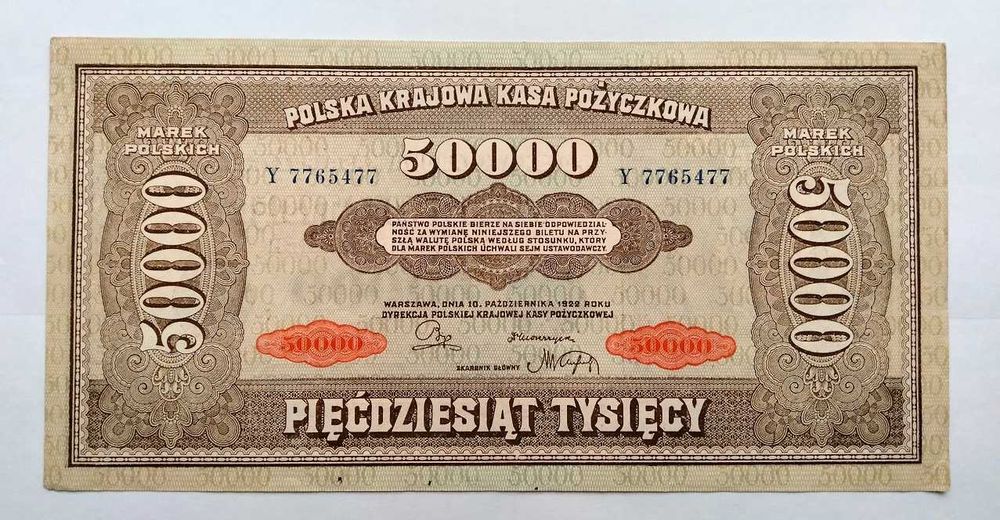 POLSKA KRAJOWA KASA POŻYCZKOWA
MAREK
POLSKICH
50000
MAREK
POLSKICH
Y 7765477
Y 7765477
50000
50000
PAŃSTWO POLSKIE BIERZE NA SIEBIE ODPOWIEDZIAL-
NOŚĆ ZA WYMIANĘ NINIEJSZEGO BILETU NA PRZY-
SZŁĄ WALUTĘ POLSKĄ WEDŁUG STOSUNKU, KTÓRY
DLA MAREK POLSKICH UCHWALI SEJM USTAWODAWCZY.
WARSZAWA, DNIA 10. PAŹDZIERNIKA 1922 ROKU
DYREKCJA POLSKIEJ KRAJOWEJ KASY POŻYCZKOWEJ
50000
50000
SKARBNIK GŁÓWNY
PIĘĆDZIESIĄT TYSIĘCY